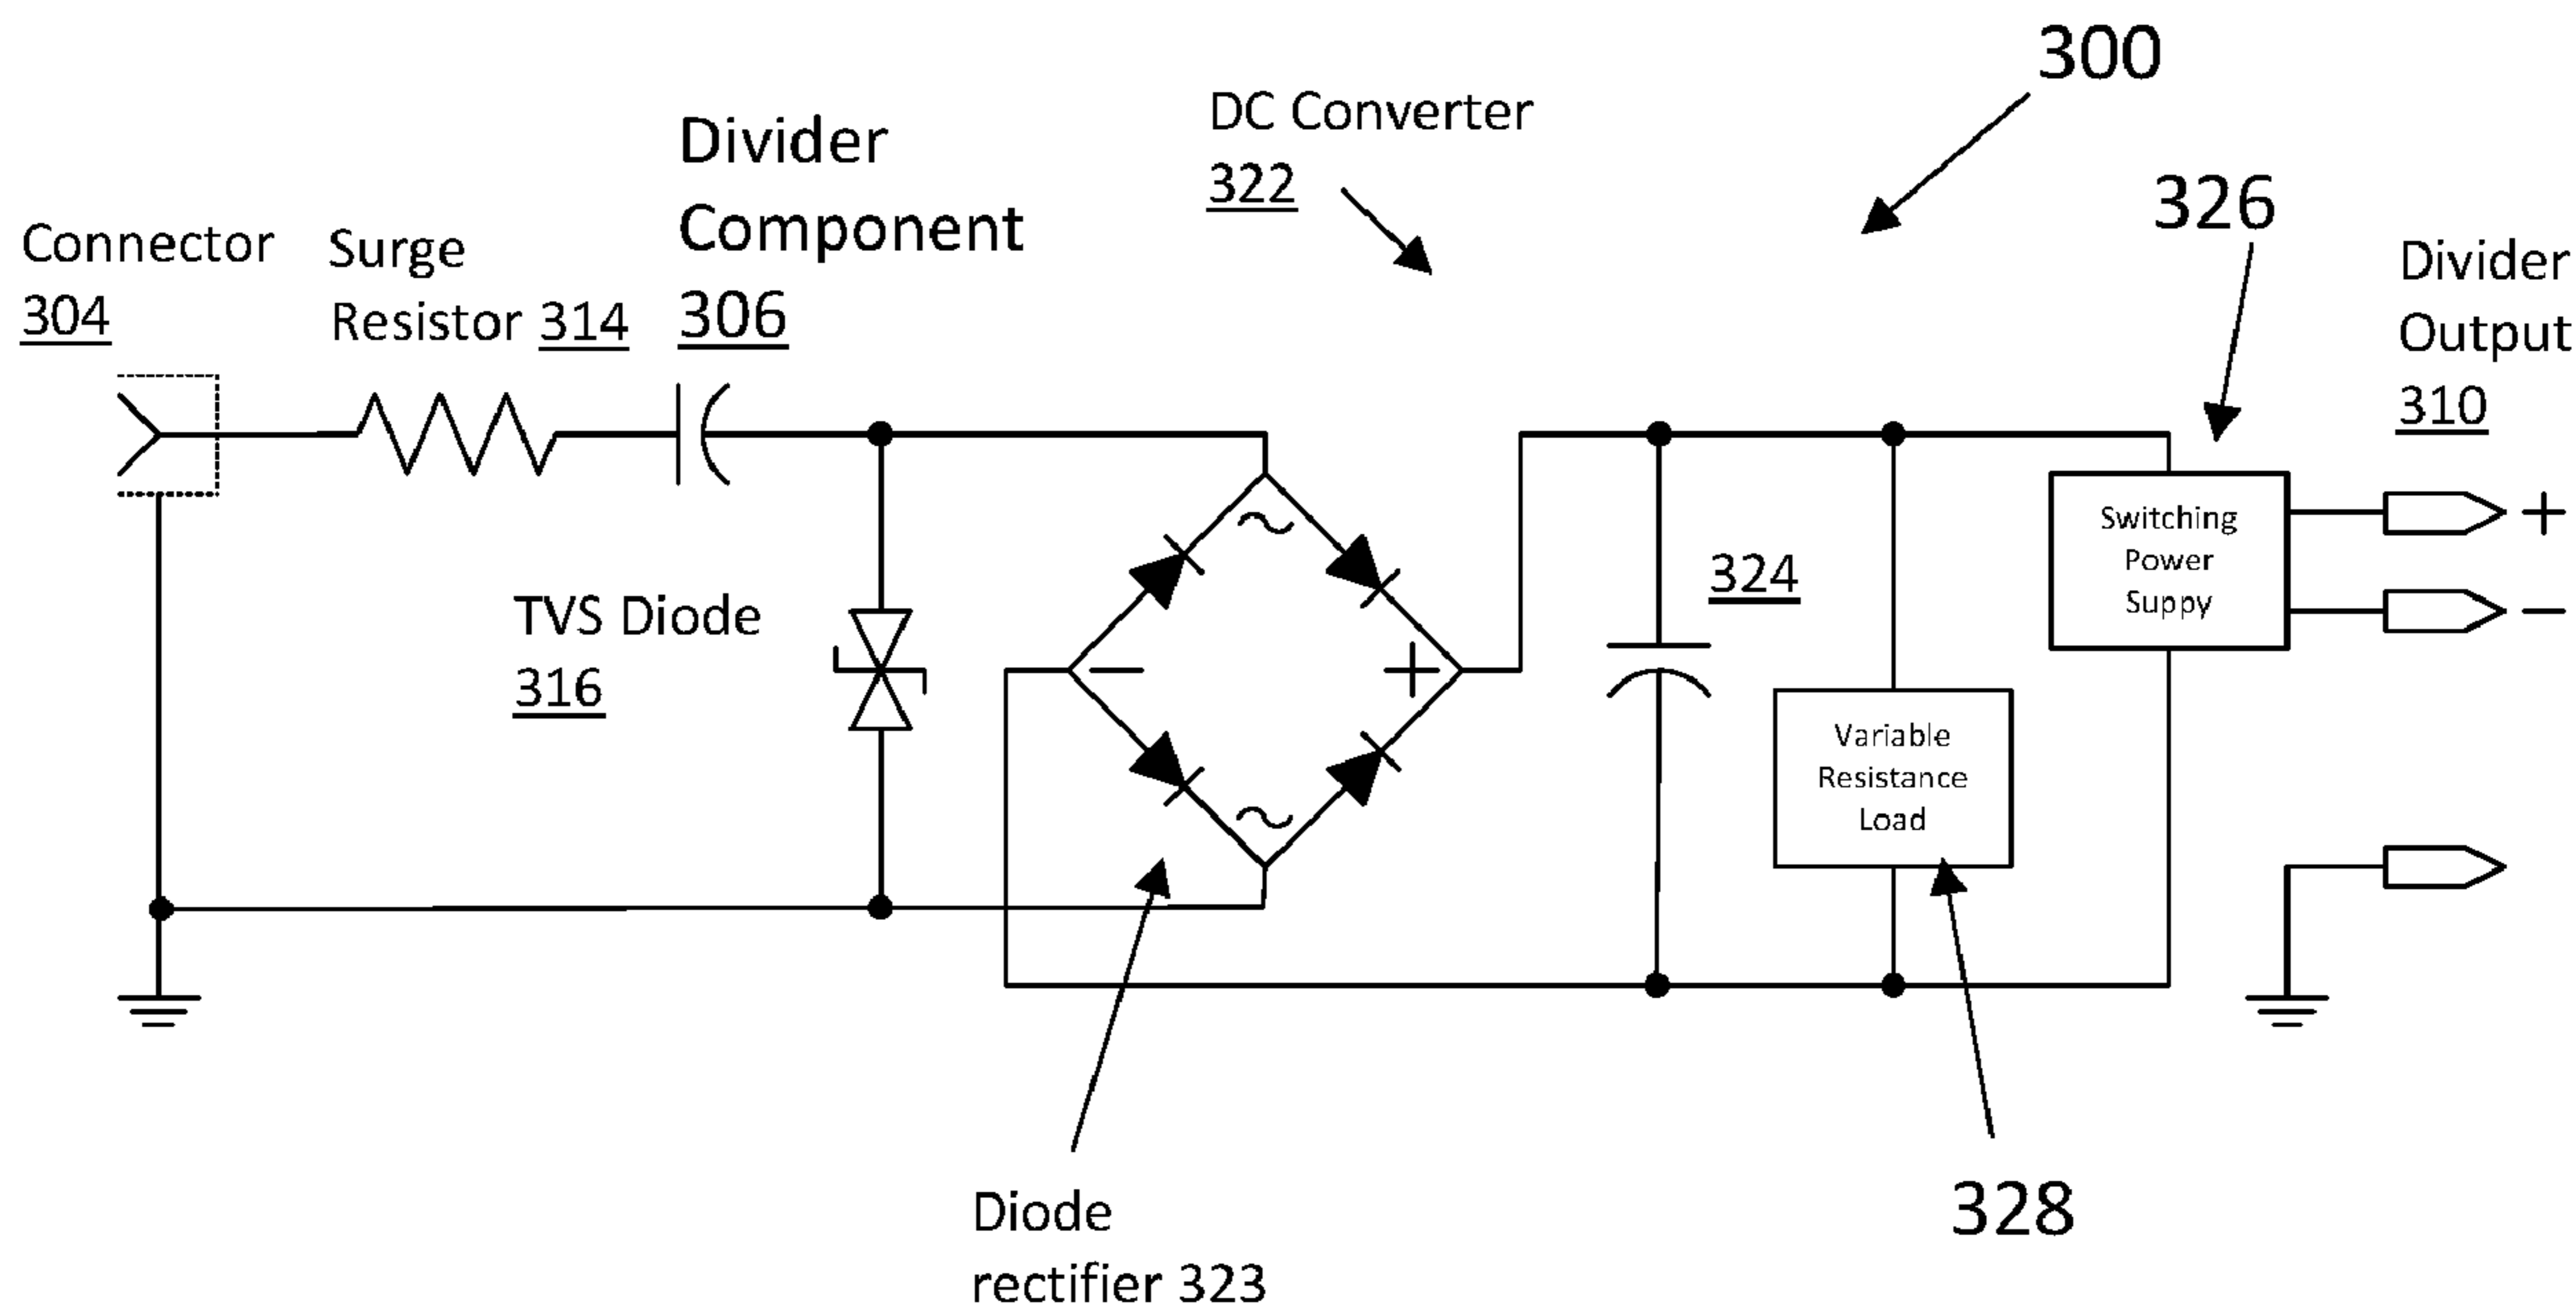 300
DC Converter
322
Divider
Component
306
326
Connector
304
Surge
Resistor 314
Divider
Output
310
Switching
Power
Suppy
+
−
324
TVS Diode
316
−
+
Variable
Resistance
Load
Diode
rectifier 323
328